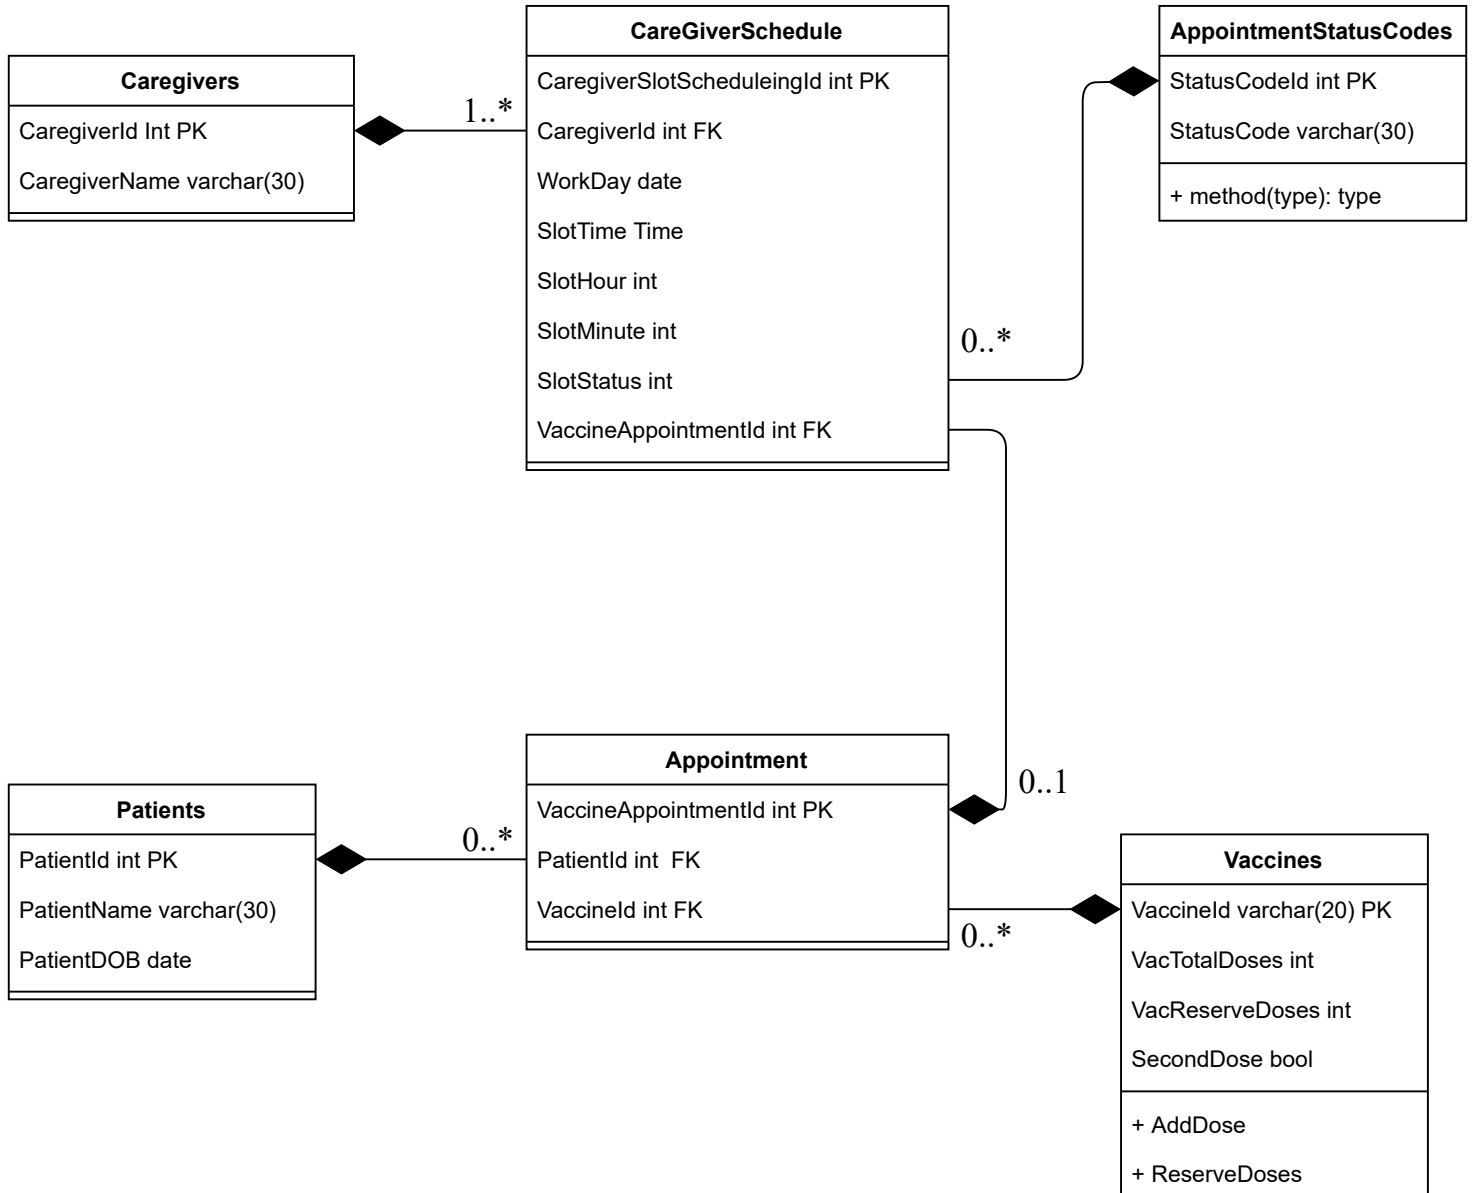 CareGiverSchedule
CaregiverSlotScheduleingId int PK
CaregiverId int FK
WorkDay date
SlotTime Time
SlotHour int
SlotMinute int
SlotStatus int
VaccineAppointmentId int FK
AppointmentStatusCodes
StatusCodeId int PK
StatusCode varchar(30)
+ method(type): type
Caregivers
CaregiverId Int PK
CaregiverName varchar(30)
1..*
0..*
Appointment
VaccineAppointmentId int PK
PatientId int  FK
VaccineId int FK
0..1
Patients
PatientId int PK
PatientName varchar(30)
PatientDOB date
0..*
0..*
Vaccines
VaccineId varchar(20) PK
VacTotalDoses int
VacReserveDoses int
SecondDose bool
+ AddDose
+ ReserveDoses